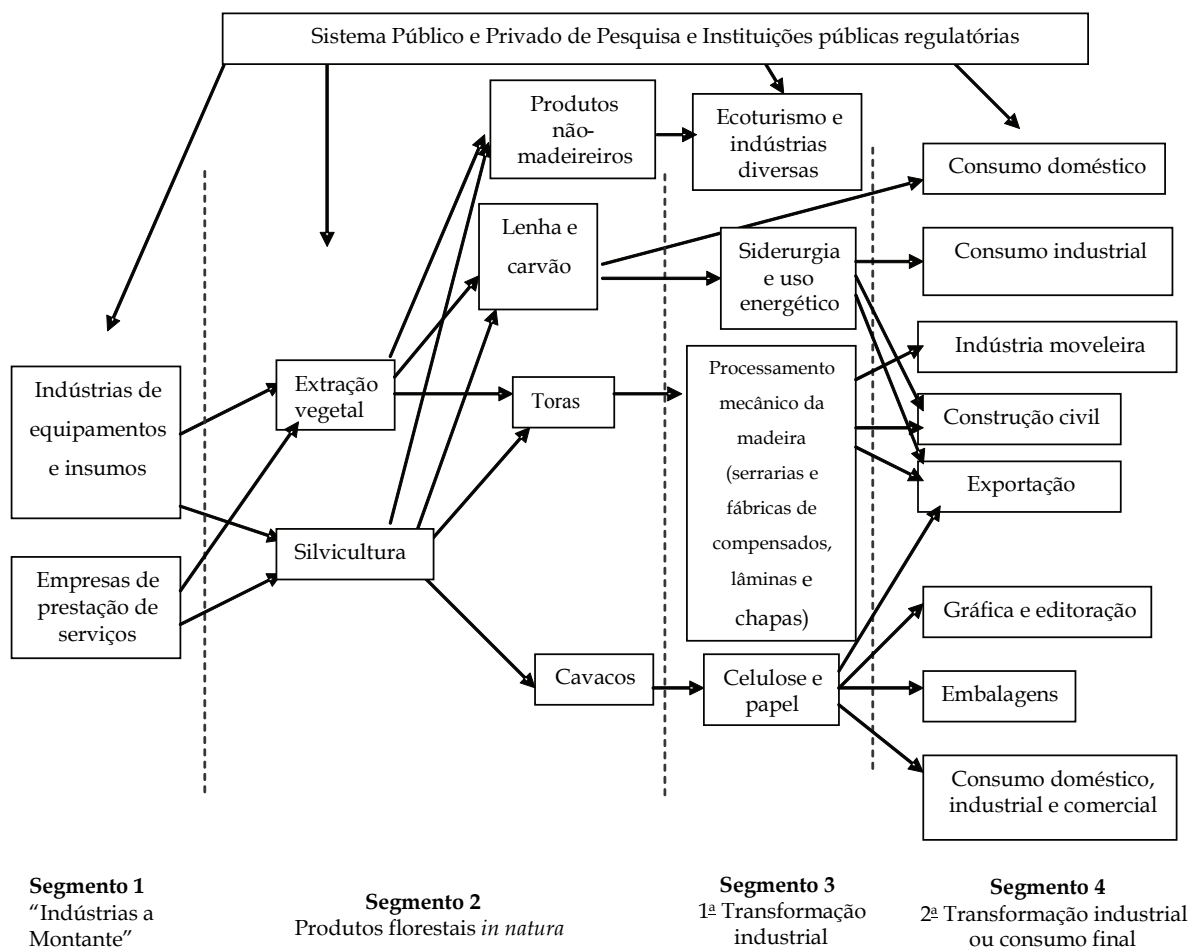 Sistema Público e Privado de Pesquisa e Instituições públicas regulatórias
Produtos
não-
madeireiros
Ecoturismo e
indústrias
diversas
Consumo doméstico
Lenha e
carvão
Siderurgia
e uso
energético
Consumo industrial
Indústrias de
equipamentos
e insumos
Extração
vegetal
Toras
Processamento
mecânico da
madeira
(serrarias e
fábricas de
compensados,
lâminas e
chapas)
Indústria moveleira
Construção civil
Exportação
Empresas de
prestação de
serviços
Silvicultura
Cavacos
Celulose e
papel
Gráfica e editoração
Embalagens
Consumo doméstico,
industrial e comercial
Segmento 1
“Indústrias a
Montante”
Segmento 2
Produtos florestais in natura
Segmento 3
1ª Transformação
industrial
Segmento 4
2ª Transformação industrial
ou consumo final